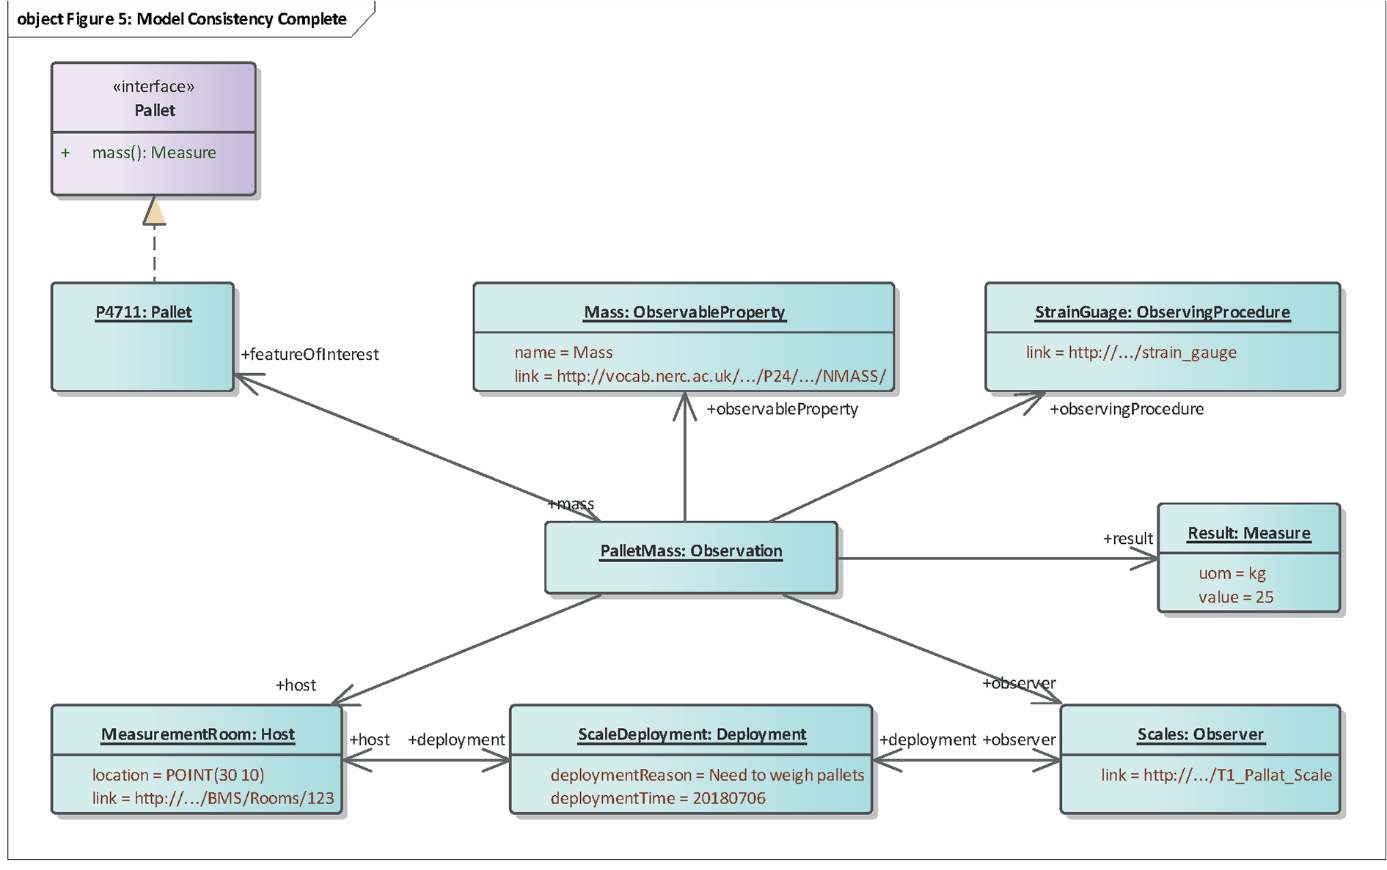 object Figure 5: Model Consistency Complete
«interface»
Pallet
+ mass(): Measure
P4711: Pallet
+featureOfInterest
Mass: ObservableProperty
name = Mass
link = http://vocab.nerc.ac.uk/.../P24/.../NMASS/
+observableProperty
StrainGuage: ObservingProcedure
link = http://.../strain_gauge
+observingProcedure
+mass
PalletMass: Observation
+result
Result: Measure
uom = kg
value = 25
+host
+observer
MeasurementRoom: Host
location = POINT(30 10)
link = http://.../BMS/Rooms/123
+host
+deployment
ScaleDeployment: Deployment
deploymentReason = Need to weigh pallets
deploymentTime = 20180706
+deployment
+observer
Scales: Observer
link = http://.../T1_Pallat_Scale